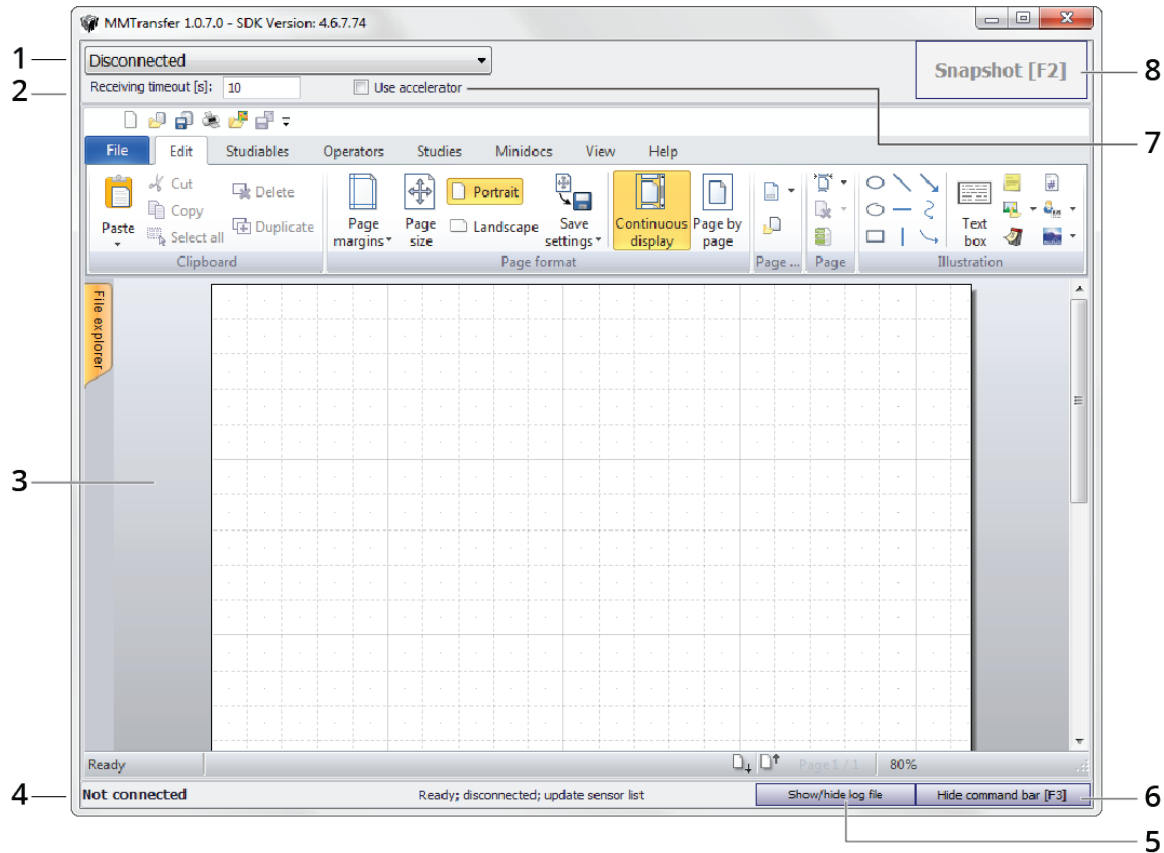 MMTransfer 1.0.7.0 - SDK Version: 4.6.7.74
1
Disconnected
Snapshot [F2]
8
2
Receiving timeout [s]: 10
Use accelerator
7
File Edit Studiables Operators Studies Minidocs View Help
Paste
Cut
Copy
Select all
Delete
Duplicate
Clipboard
Page
margins
Page
size
Portrait
Landscape
Save
settings
Continuous
display
Page by
page
Page format
Page ...
Page
Text
box
Illustration
File explorer
3
Ready
Page 1 / 1
80%
4
Not connected
Ready; disconnected; update sensor list
Show/hide log file
Hide command bar [F3]
6
5